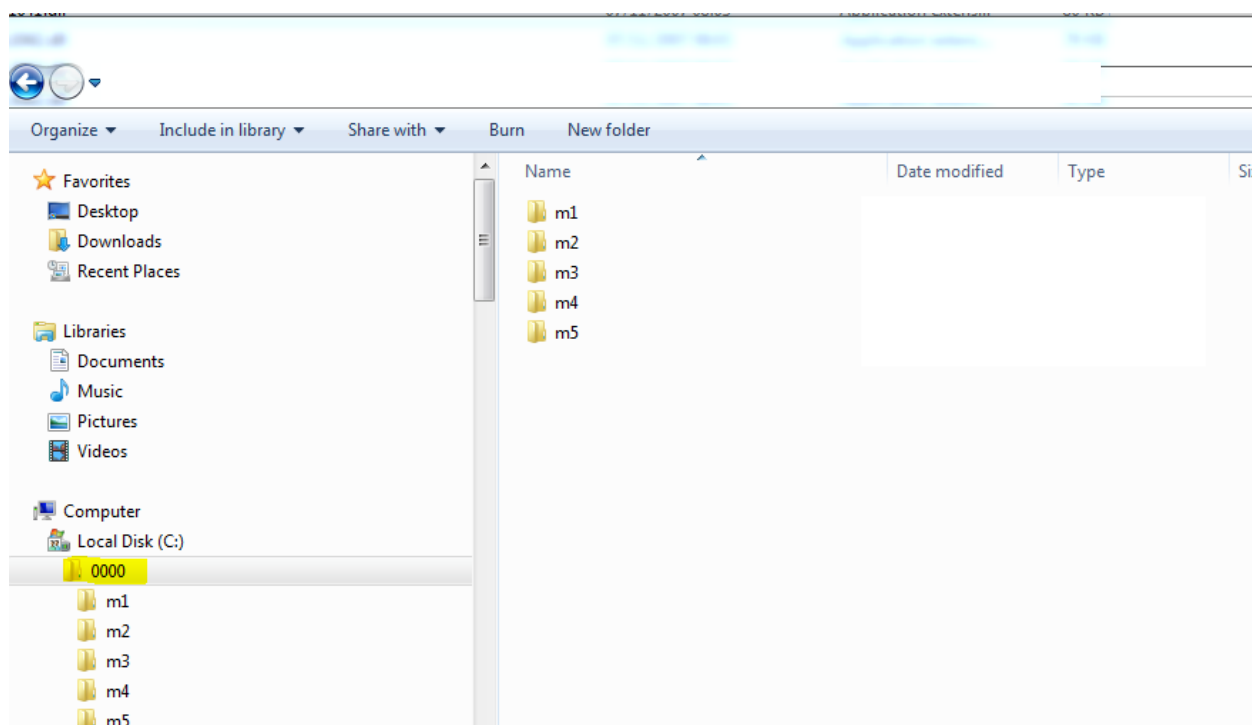 Organize Include in library Share with Burn New folder
Favorites
Desktop
Downloads
Recent Places
Libraries
Documents
Music
Pictures
Videos
Computer
Local Disk (C:)
0000
m1
m2
m3
m4
m5
Name Date modified Type
m1
m2
m3
m4
m5